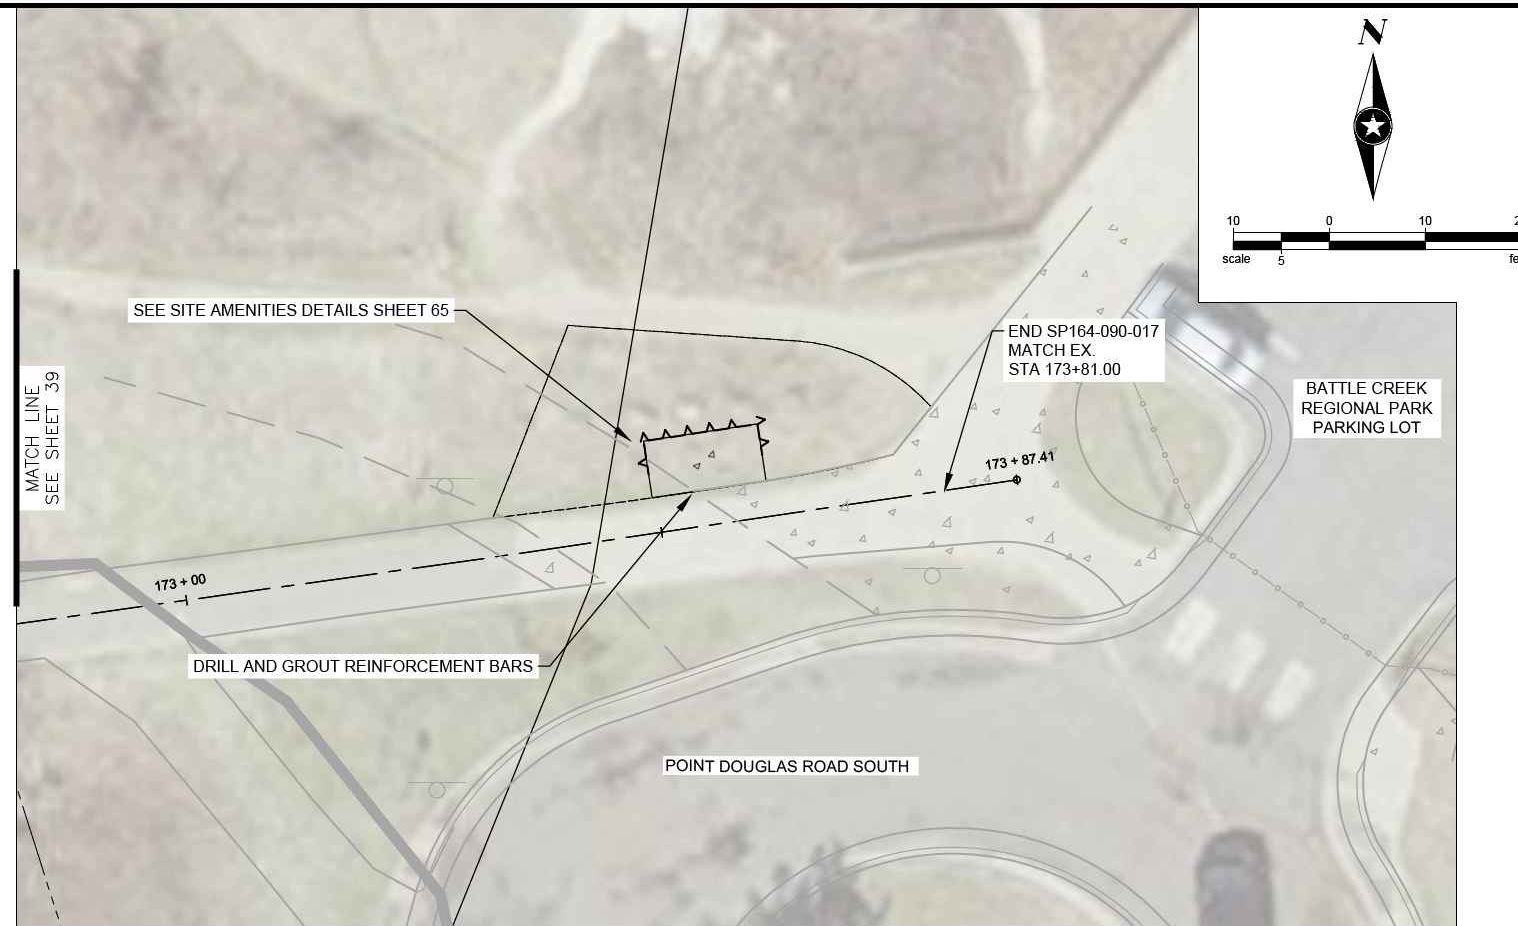 N
10 0 10 2
scale 5 fe
SEE SITE AMENITIES DETAILS SHEET 65
END SP164-090-017
MATCH EX.
STA 173+81.00
MATCH LINE
SEE SHEET 39
BATTLE CREEK
REGIONAL PARK
PARKING LOT
173 + 87.41
173 + 00
DRILL AND GROUT REINFORCEMENT BARS
POINT DOUGLAS ROAD SOUTH